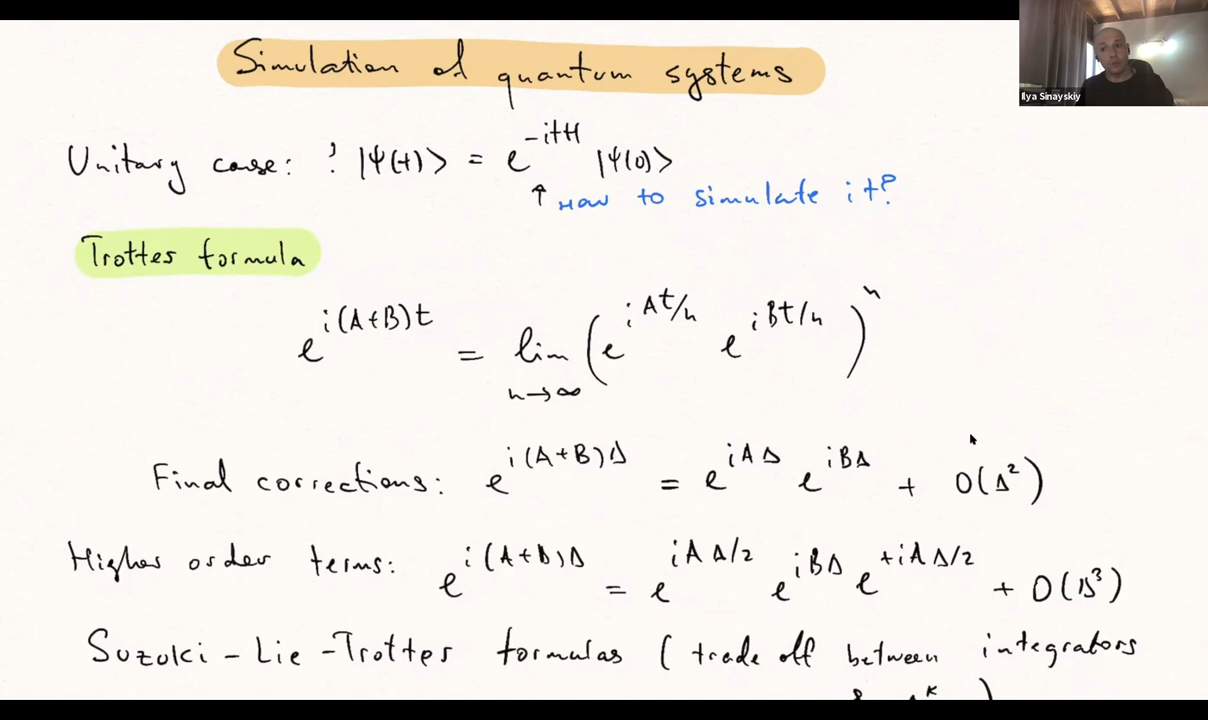 Simulation of quantum systems
Ilya Sinayskiy
Unitary case: ? |Ψ(t)> = e^{-itH} |Ψ(0)>
↑ How to simulate it?
Trotter formula
e^{i(A+B)t} = lim_{n→∞} (e^{iAt/n} e^{iBt/n})^n
Final corrections: e^{i(A+B)Δ} = e^{iAΔ} e^{iBΔ} + O(Δ²)
Higher order terms: e^{i(A+B)Δ} = e^{iAΔ/2} e^{iBΔ} e^{+iAΔ/2} + O(Δ³)
Suzuki-Lie-Trotter formulas (trade off between integrators